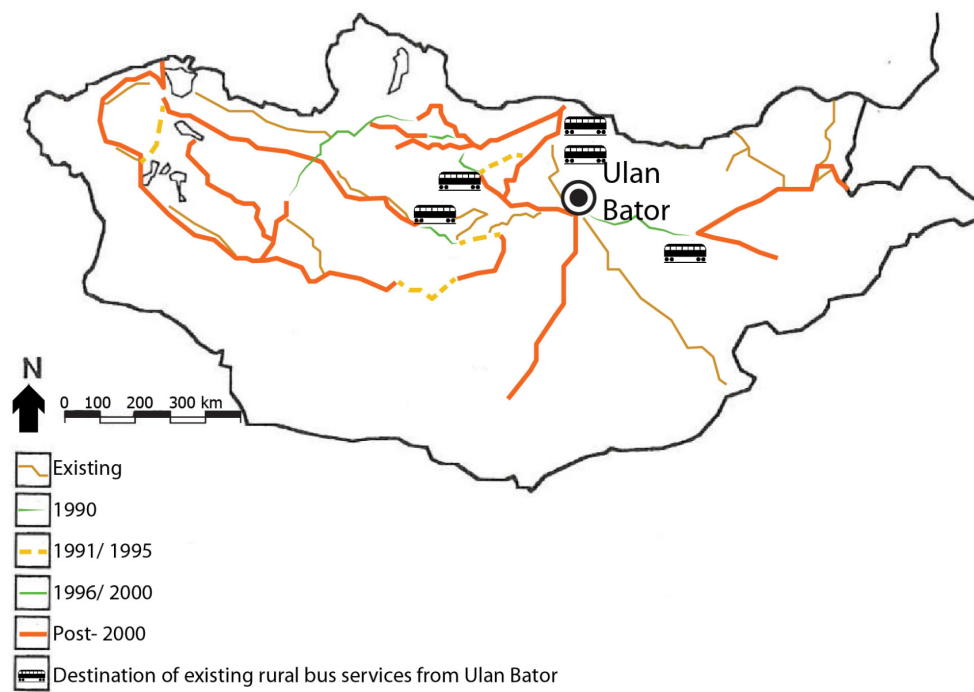 Ulan
Bator
N
0 100 200 300 km
Existing
1990
1991/ 1995
1996/ 2000
Post- 2000
Destination of existing rural bus services from Ulan Bator